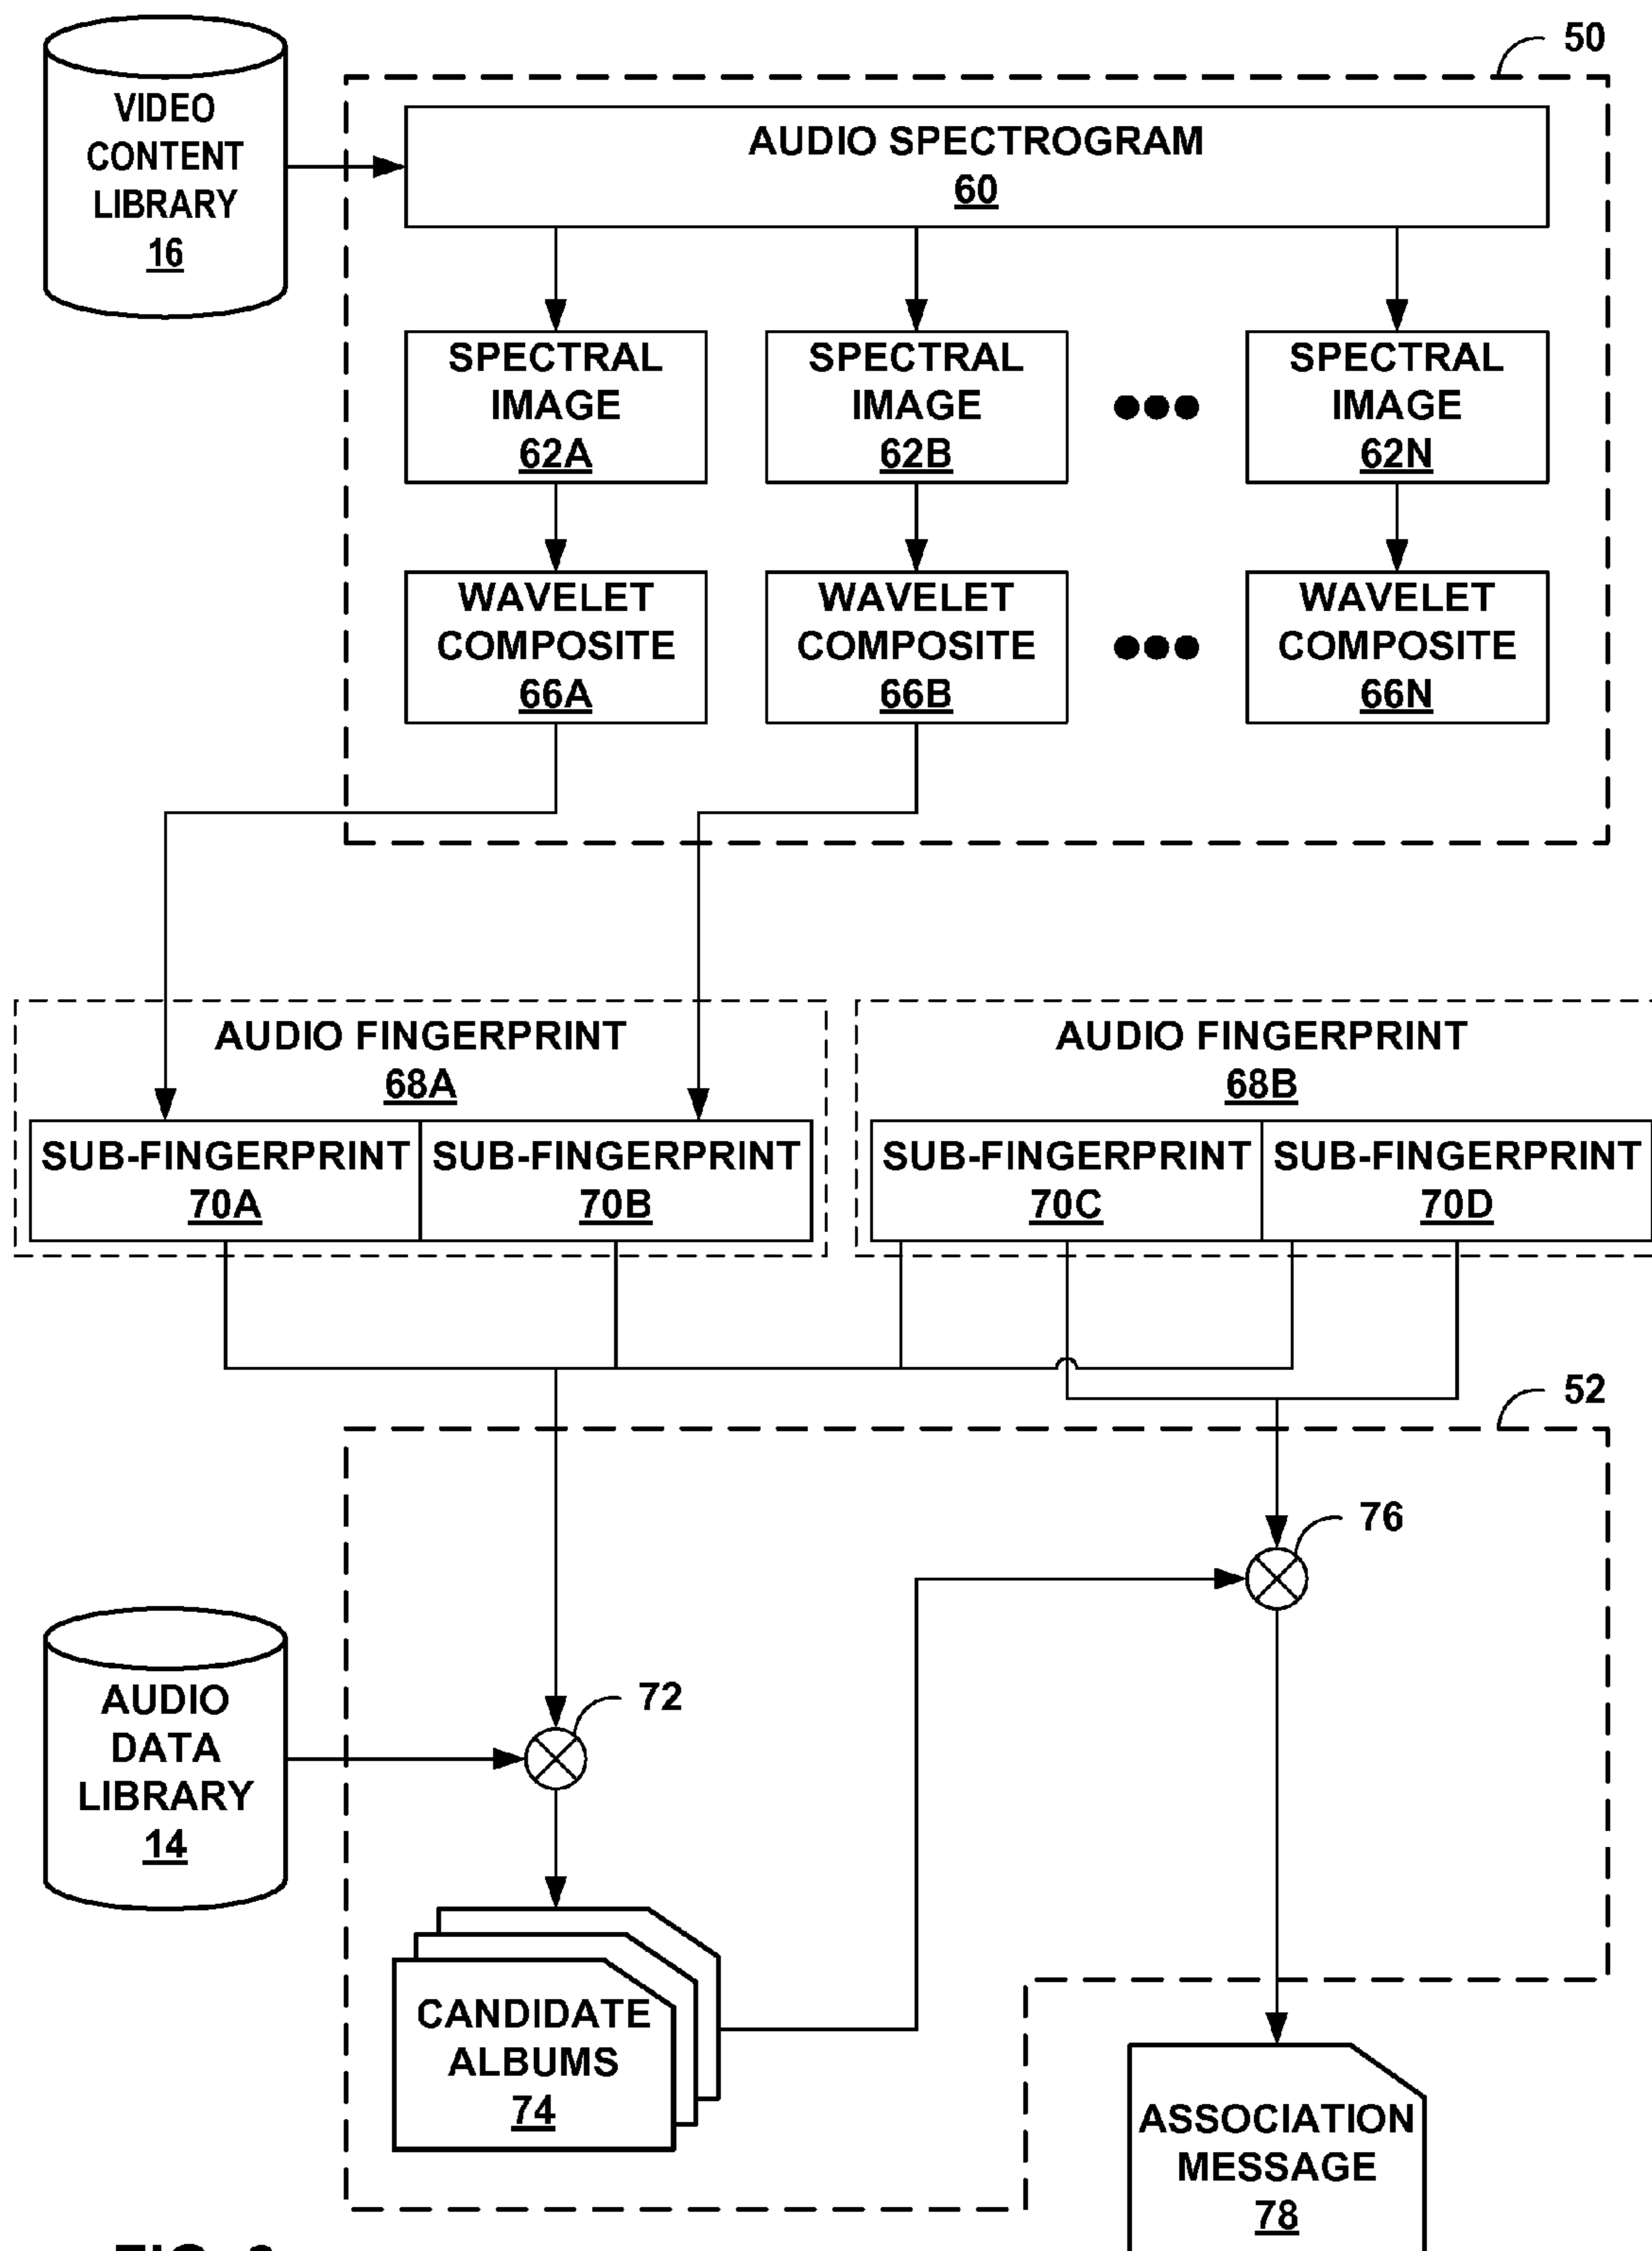 50
VIDEO
CONTENT
LIBRARY
16
AUDIO SPECTROGRAM
60
SPECTRAL
IMAGE
62A
SPECTRAL
IMAGE
62B
SPECTRAL
IMAGE
62N
WAVELET
COMPOSITE
66A
WAVELET
COMPOSITE
66B
WAVELET
COMPOSITE
66N
AUDIO FINGERPRINT
68A
AUDIO FINGERPRINT
68B
SUB-FINGERPRINT
70A
SUB-FINGERPRINT
70B
SUB-FINGERPRINT
70C
SUB-FINGERPRINT
70D
52
76
72
AUDIO
DATA
LIBRARY
14
CANDIDATE
ALBUMS
74
ASSOCIATION
MESSAGE
78